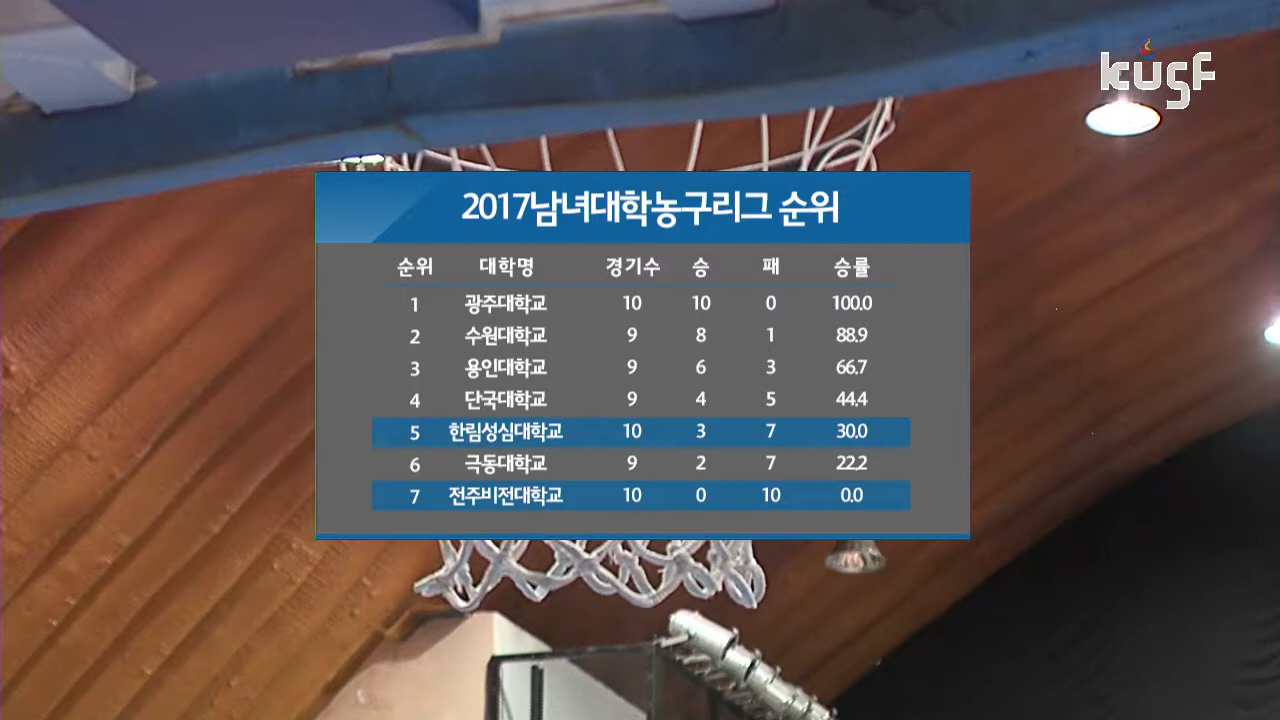 kusf
2017남녀대학농구리그 순위
순위 대학명 경기수 승 패 승률
1 광주대학교 10 10 0 100.0
2 수원대학교 9 8 1 88.9
3 용인대학교 9 6 3 66.7
4 단국대학교 9 4 5 44.4
5 한림성심대학교 10 3 7 30.0
6 극동대학교 9 2 7 22.2
7 전주비전대학교 10 0 10 0.0